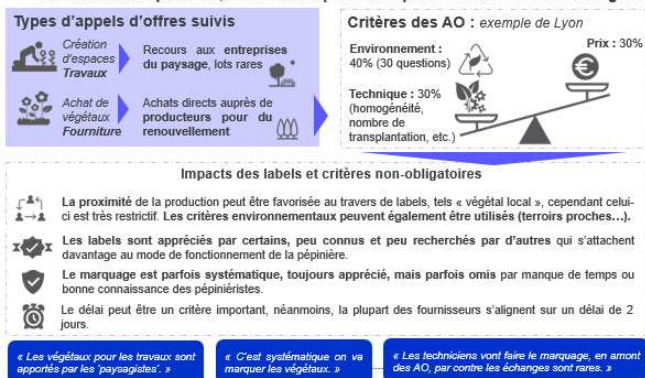 Types d'appels d'offres suivis
Création
d'espaces
Travaux
Recours aux entreprises
du paysage, lots rares
Achat de
végétaux
Fourniture
Achats directs auprès de
producteurs pour du
renouvellement
Critères des AO : exemple de Lyon
Environnement :
40% (30 questions)
Prix : 30%
Technique : 30%
(homogénéité,
nombre de
transplantation, etc.)
Impacts des labels et critères non-obligatoires
La proximité de la production peut être favorisée au travers de labels, tels « végétal local », cependant celui-
ci est très restrictif. Les critères environnementaux peuvent également être utilisés (terroirs proches…).
Les labels sont appréciés par certains, peu connus et peu recherchés par d'autres qui s'attachent
davantage au mode de fonctionnement de la pépinière.
Le marquage est parfois systématique, toujours apprécié, mais parfois omis par manque de temps ou
bonne connaissance des pépiniéristes.
Le délai peut être un critère important, néanmoins, la plupart des fournisseurs s'alignent sur un délai de 2
jours.
« Les végétaux pour les travaux sont
apportés par les 'paysagistes'. »
« C'est systématique on va
marquer les végétaux. »
« Les techniciens vont faire le marquage, en amont
des AO, par contre les échanges sont rares. »